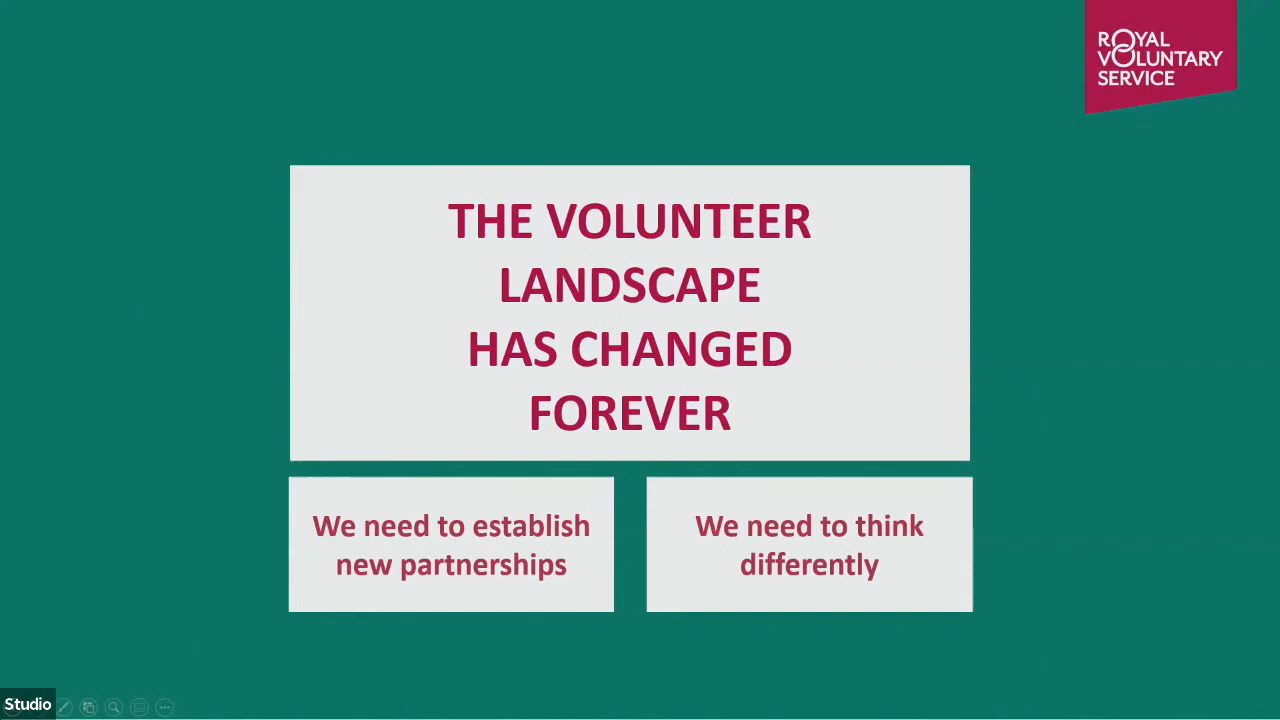 ROYAL
VOLUNTARY
SERVICE
THE VOLUNTEER
LANDSCAPE
HAS CHANGED
FOREVER
We need to establish
new partnerships
We need to think
differently
Studio